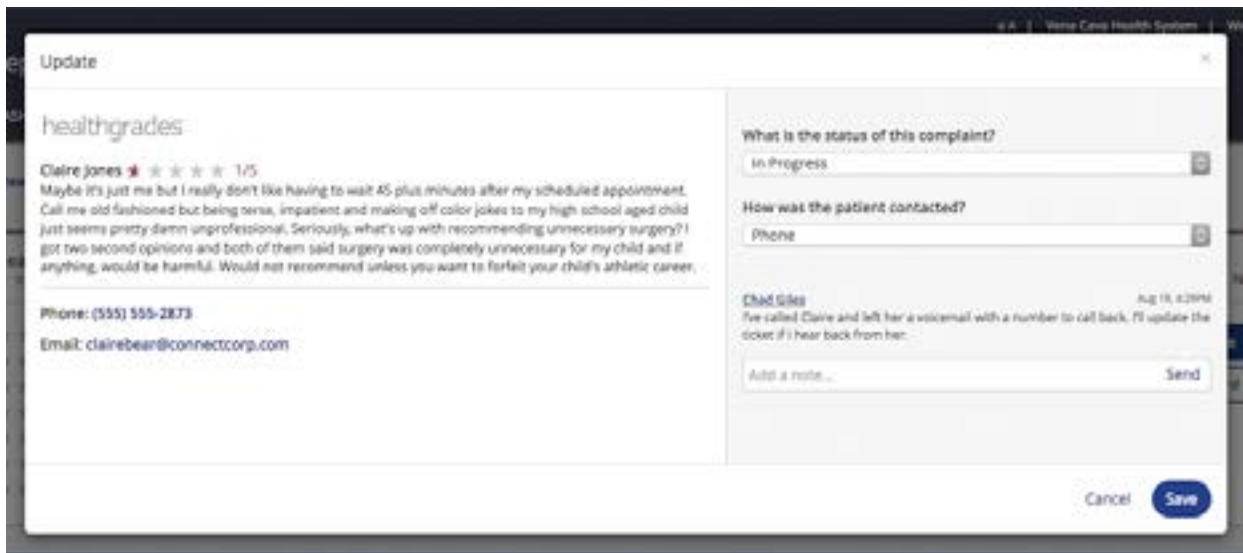 Verse Cave Health System
Update
×
healthgrades
Claire Jones 1/5
Maybe it's just me but I really don't like having to wait 45 plus minutes after my scheduled appointment.
Call me old fashioned but being terse, impatient and making off color jokes to my high school aged child
just seems pretty damn unprofessional. Seriously, what's up with recommending unnecessary surgery? I
got two second opinions and both of them said surgery was completely unnecessary for my child and if
anything, would be harmful. Would not recommend unless you want to forfeit your child's athletic career.
Phone: (555) 555-2873
Email: clairebear@connectcorp.com
What is the status of this complaint?
In Progress
How was the patient contacted?
Phone
Chad Giles
I've called Claire and left her a voicemail with a number to call back. I'll update the
ticket if I hear back from her.
Add a note...
Send
Cancel
Save